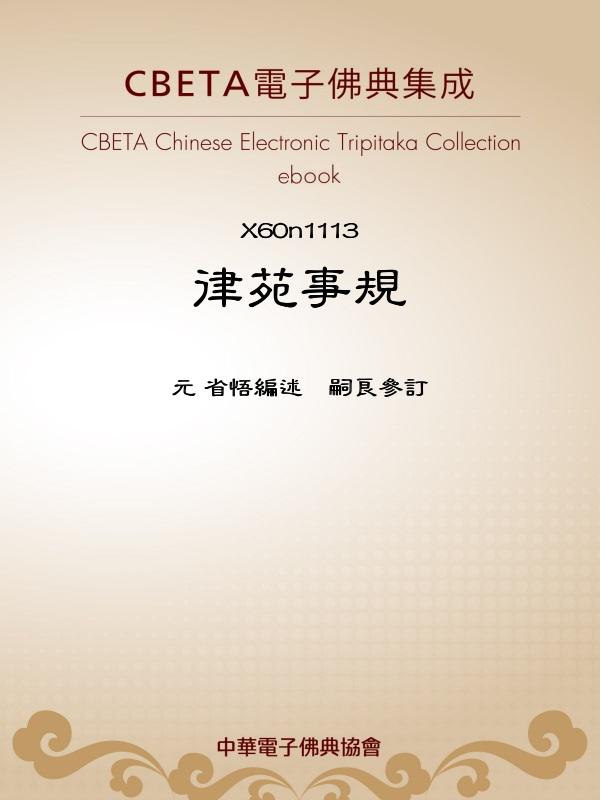 CBETA電子佛典集成
CBETA Chinese Electronic Tripitaka Collection
ebook
X60n1113
律苑事規
元 省悟編述　嗣良參訂
中華電子佛典協會